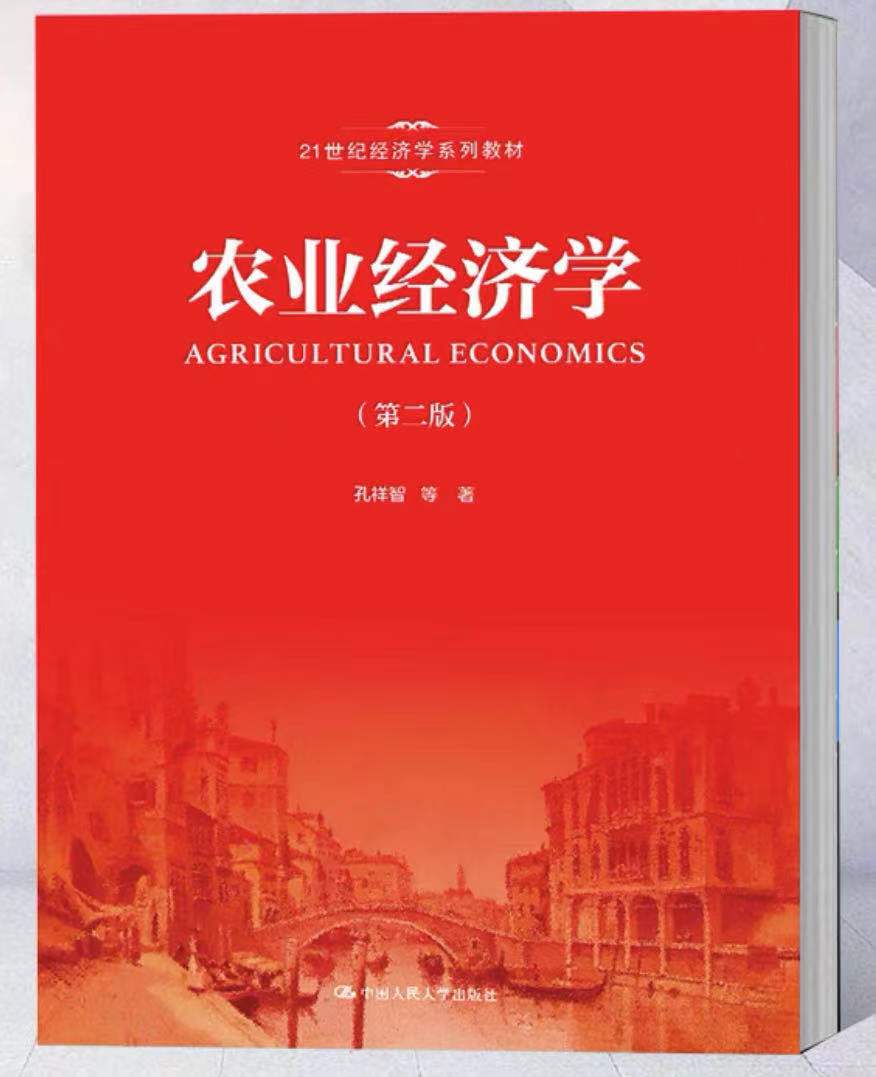 21世纪经济学系列教材
农业经济学
AGRICULTURAL ECONOMICS
（第二版）
孔祥智 等 著
中国人民大学出版社